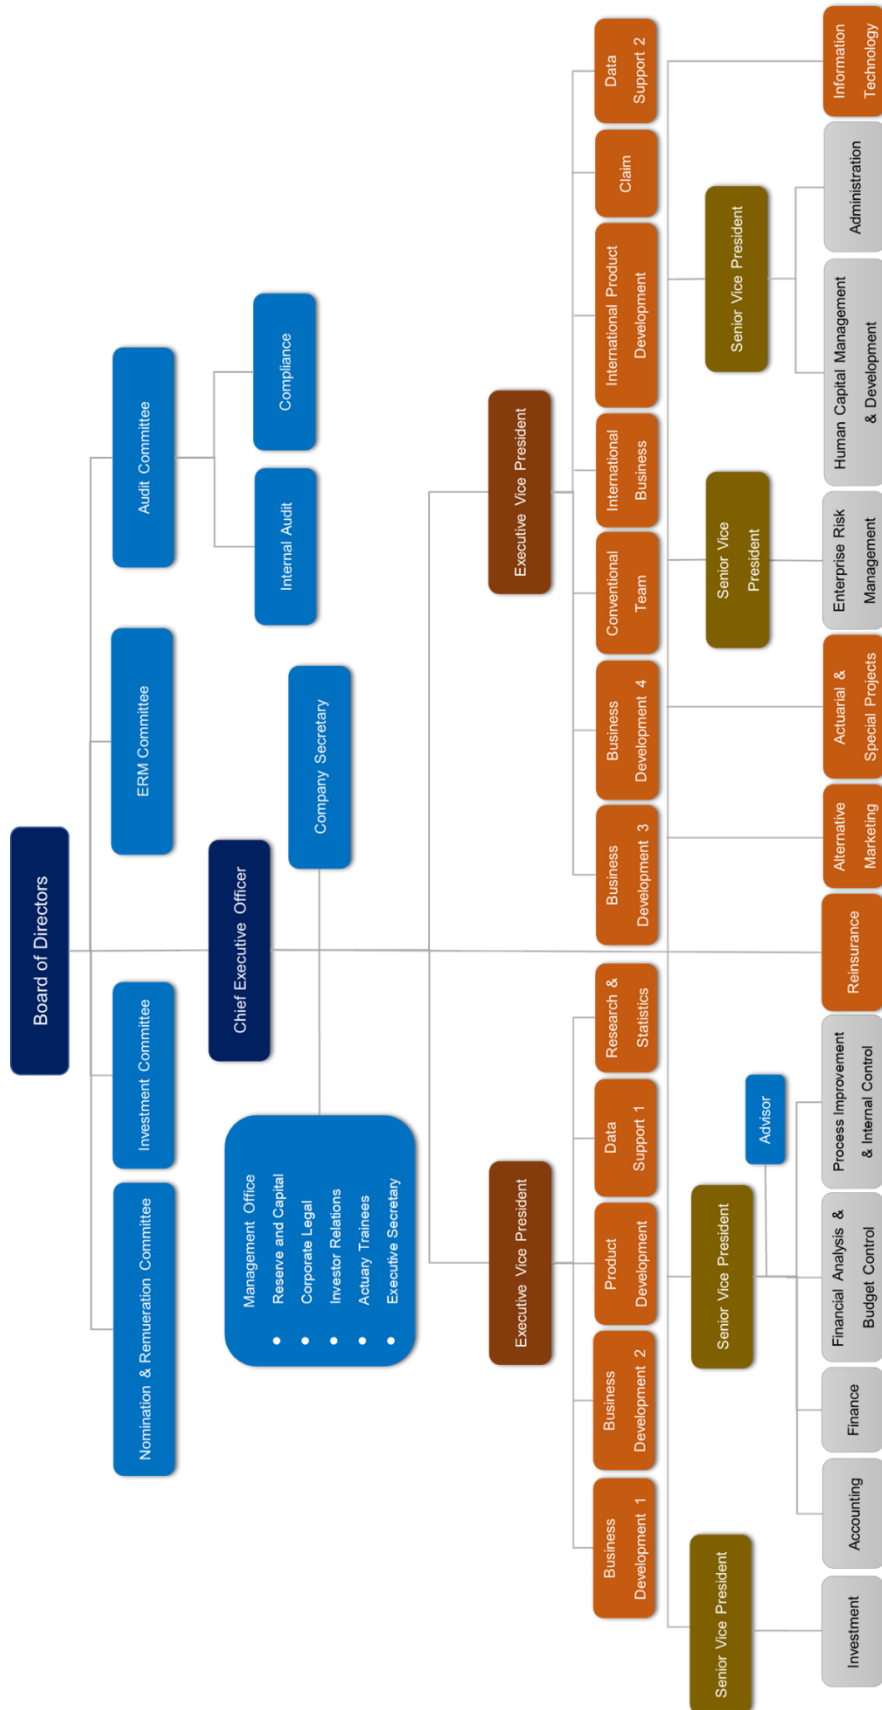 Board of Directors
Nomination & Remueration Committee
Investment Committee
ERM Committee
Audit Committee
Chief Executive Officer
Internal Audit
Compliance
Management Office
● Reserve and Capital
● Corporate Legal
● Investor Relations
● Actuary Trainees
● Executive Secretary
Company Secretary
Executive Vice President
Executive Vice President
Business
Development 1
Business
Development 2
Product
Development
Data
Support 1
Research &
Statistics
Business
Development 3
Business
Development 4
Conventional
Team
International
Business
International Product
Development
Claim
Data
Support 2
Senior Vice President
Senior Vice President
Senior Vice
President
Senior Vice President
Advisor
Investment
Accounting
Finance
Financial Analysis &
Budget Control
Process Improvement
& Internal Control
Reinsurance
Alternative
Marketing
Actuarial &
Special Projects
Enterprise Risk
Management
Human Capital Management
& Development
Administration
Information
Technology